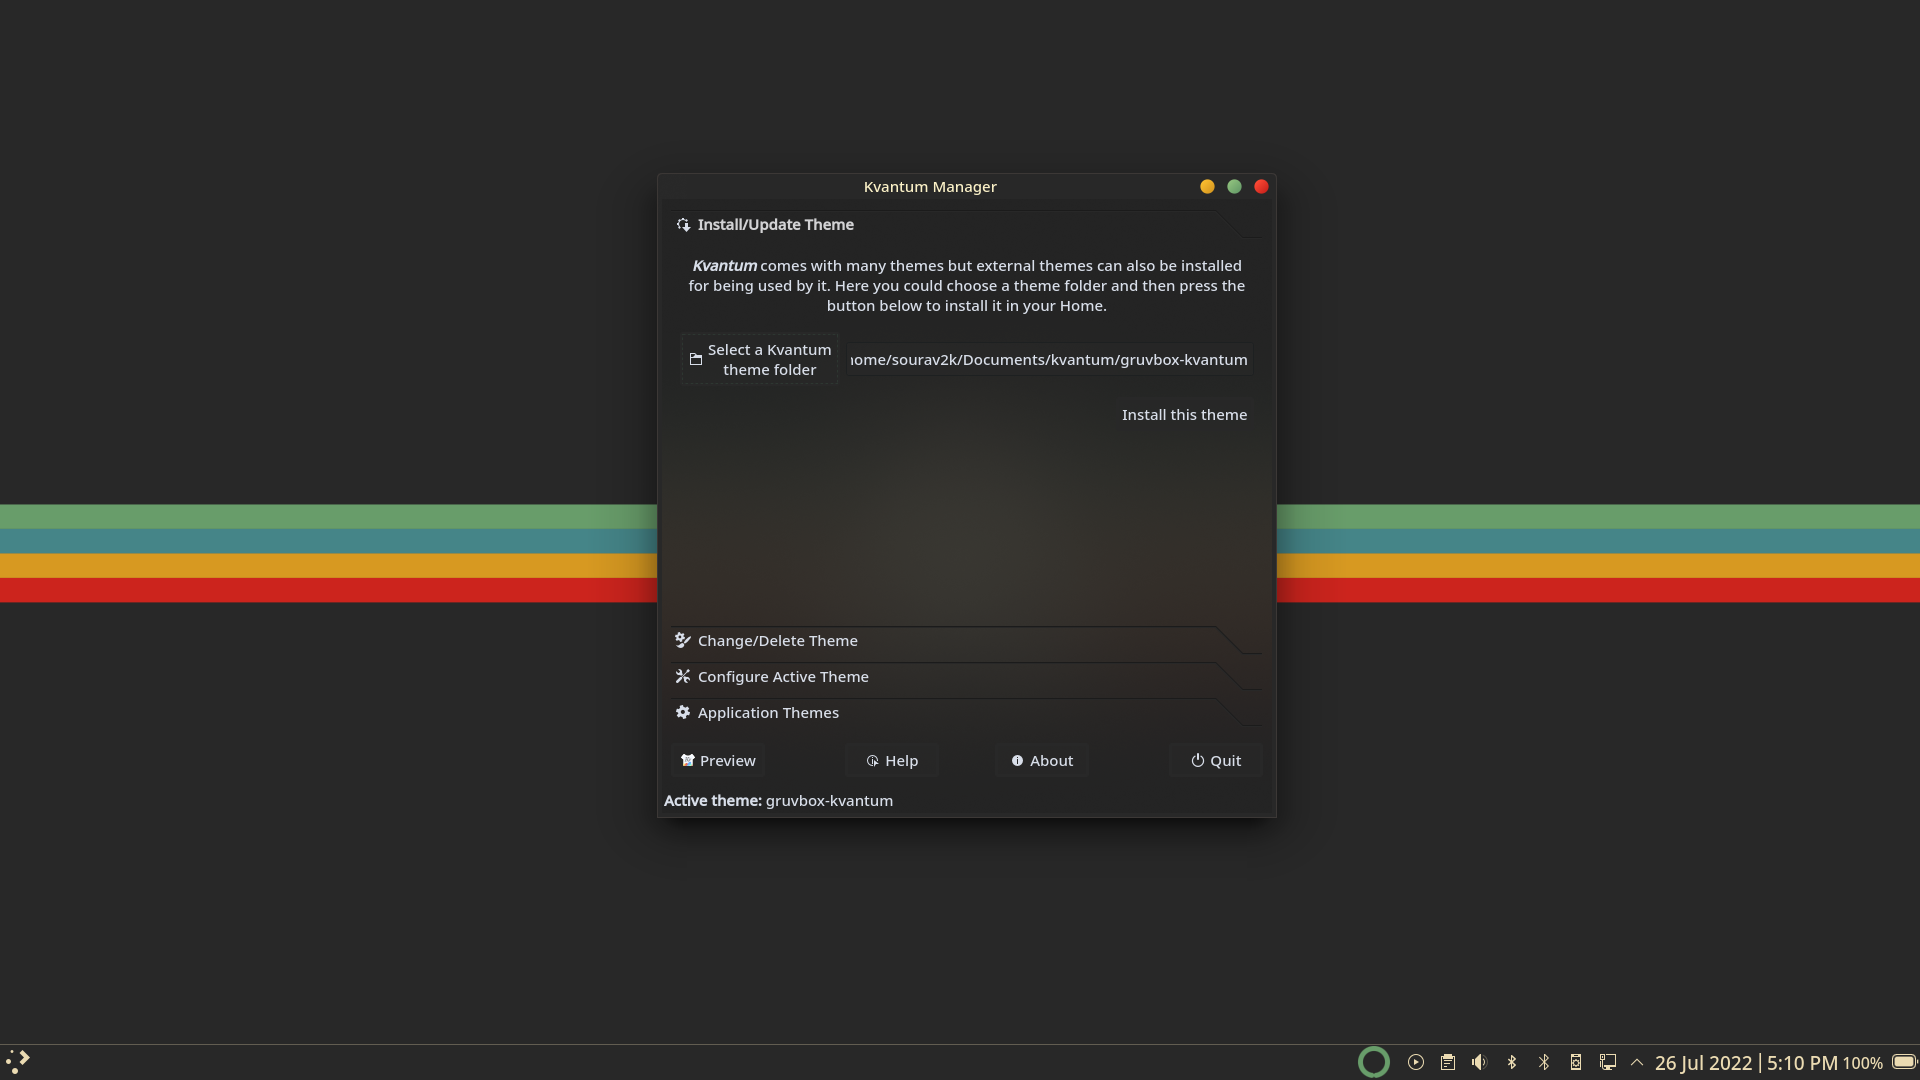 Kvantum Manager
Install/Update Theme
Kvantum comes with many themes but external themes can also be installed
for being used by it. Here you could choose a theme folder and then press the
button below to install it in your Home.
Select a Kvantum
theme folder
ome/sourav2k/Documents/kvantum/gruvbox-kvantum
Install this theme
Change/Delete Theme
Configure Active Theme
Application Themes
Preview
Help
About
Quit
Active theme: gruvbox-kvantum
26 Jul 2022 | 5:10 PM 100%